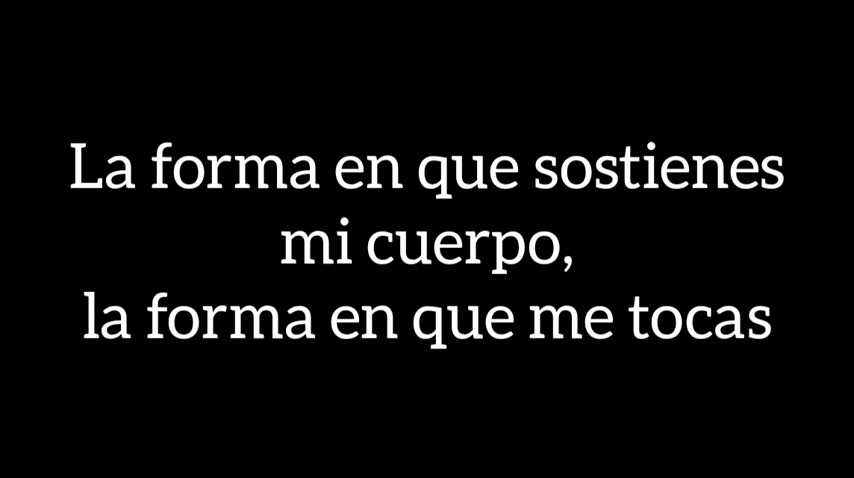 La forma en que sostienes
mi cuerpo,
la forma en que me tocas